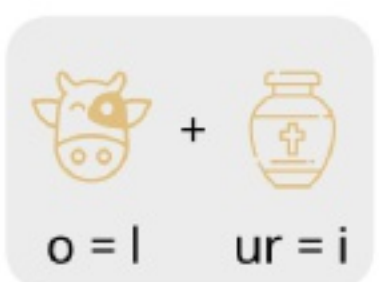 +
o = l ur = i